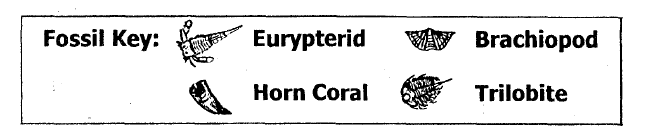 Fossil Key: Eurypterid Brachiopod
Horn Coral Trilobite